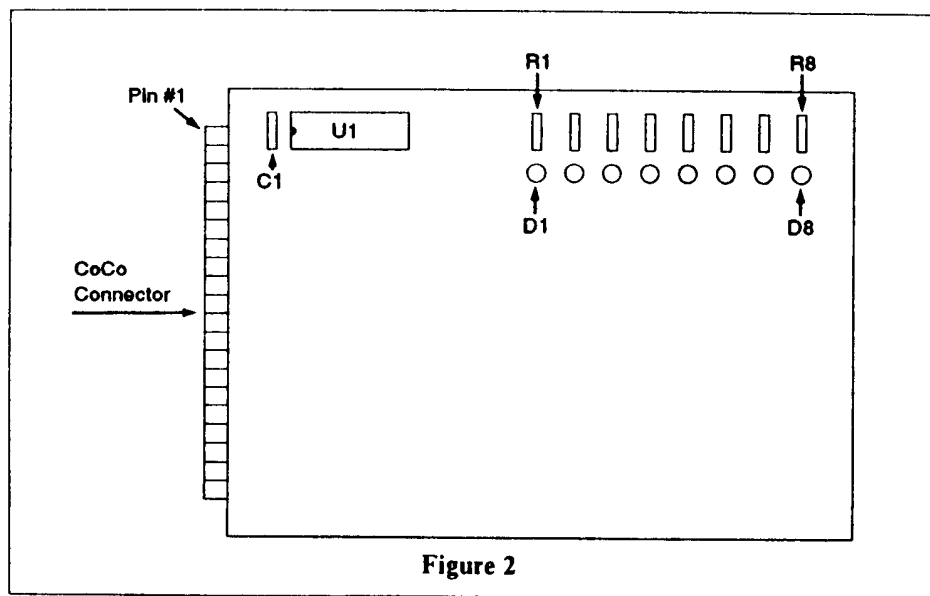 R1
R8
Pin #1
U1
C1
D1
D8
CoCo
Connector
Figure 2